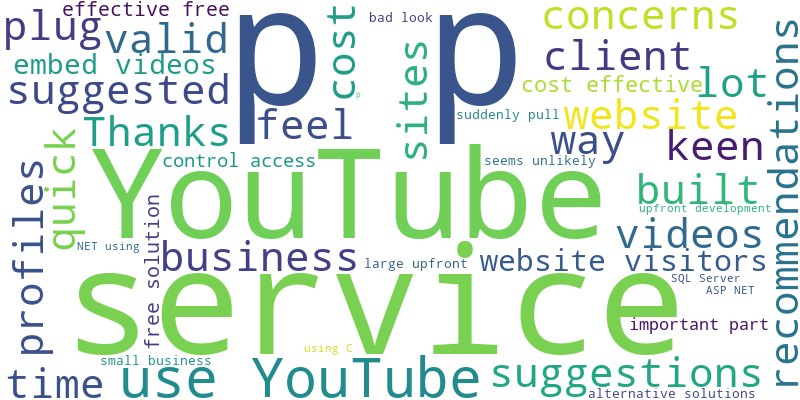 effective free
plug
valid
embed videos
suggested
p p
cost
bad look
sites
concerns
client
cost effective
lot
p
suddenly pull
website
Thanks
feel
way
keen
recommendations
quick
control access
seems unlikely
YouTube
built
upfront development
profiles
free solution
NET using
business
large upfront
website visitors
videos
SQL Server
ASP NET
service
important part
using C
small business
time
use
YouTube
suggestions
alternative solutions